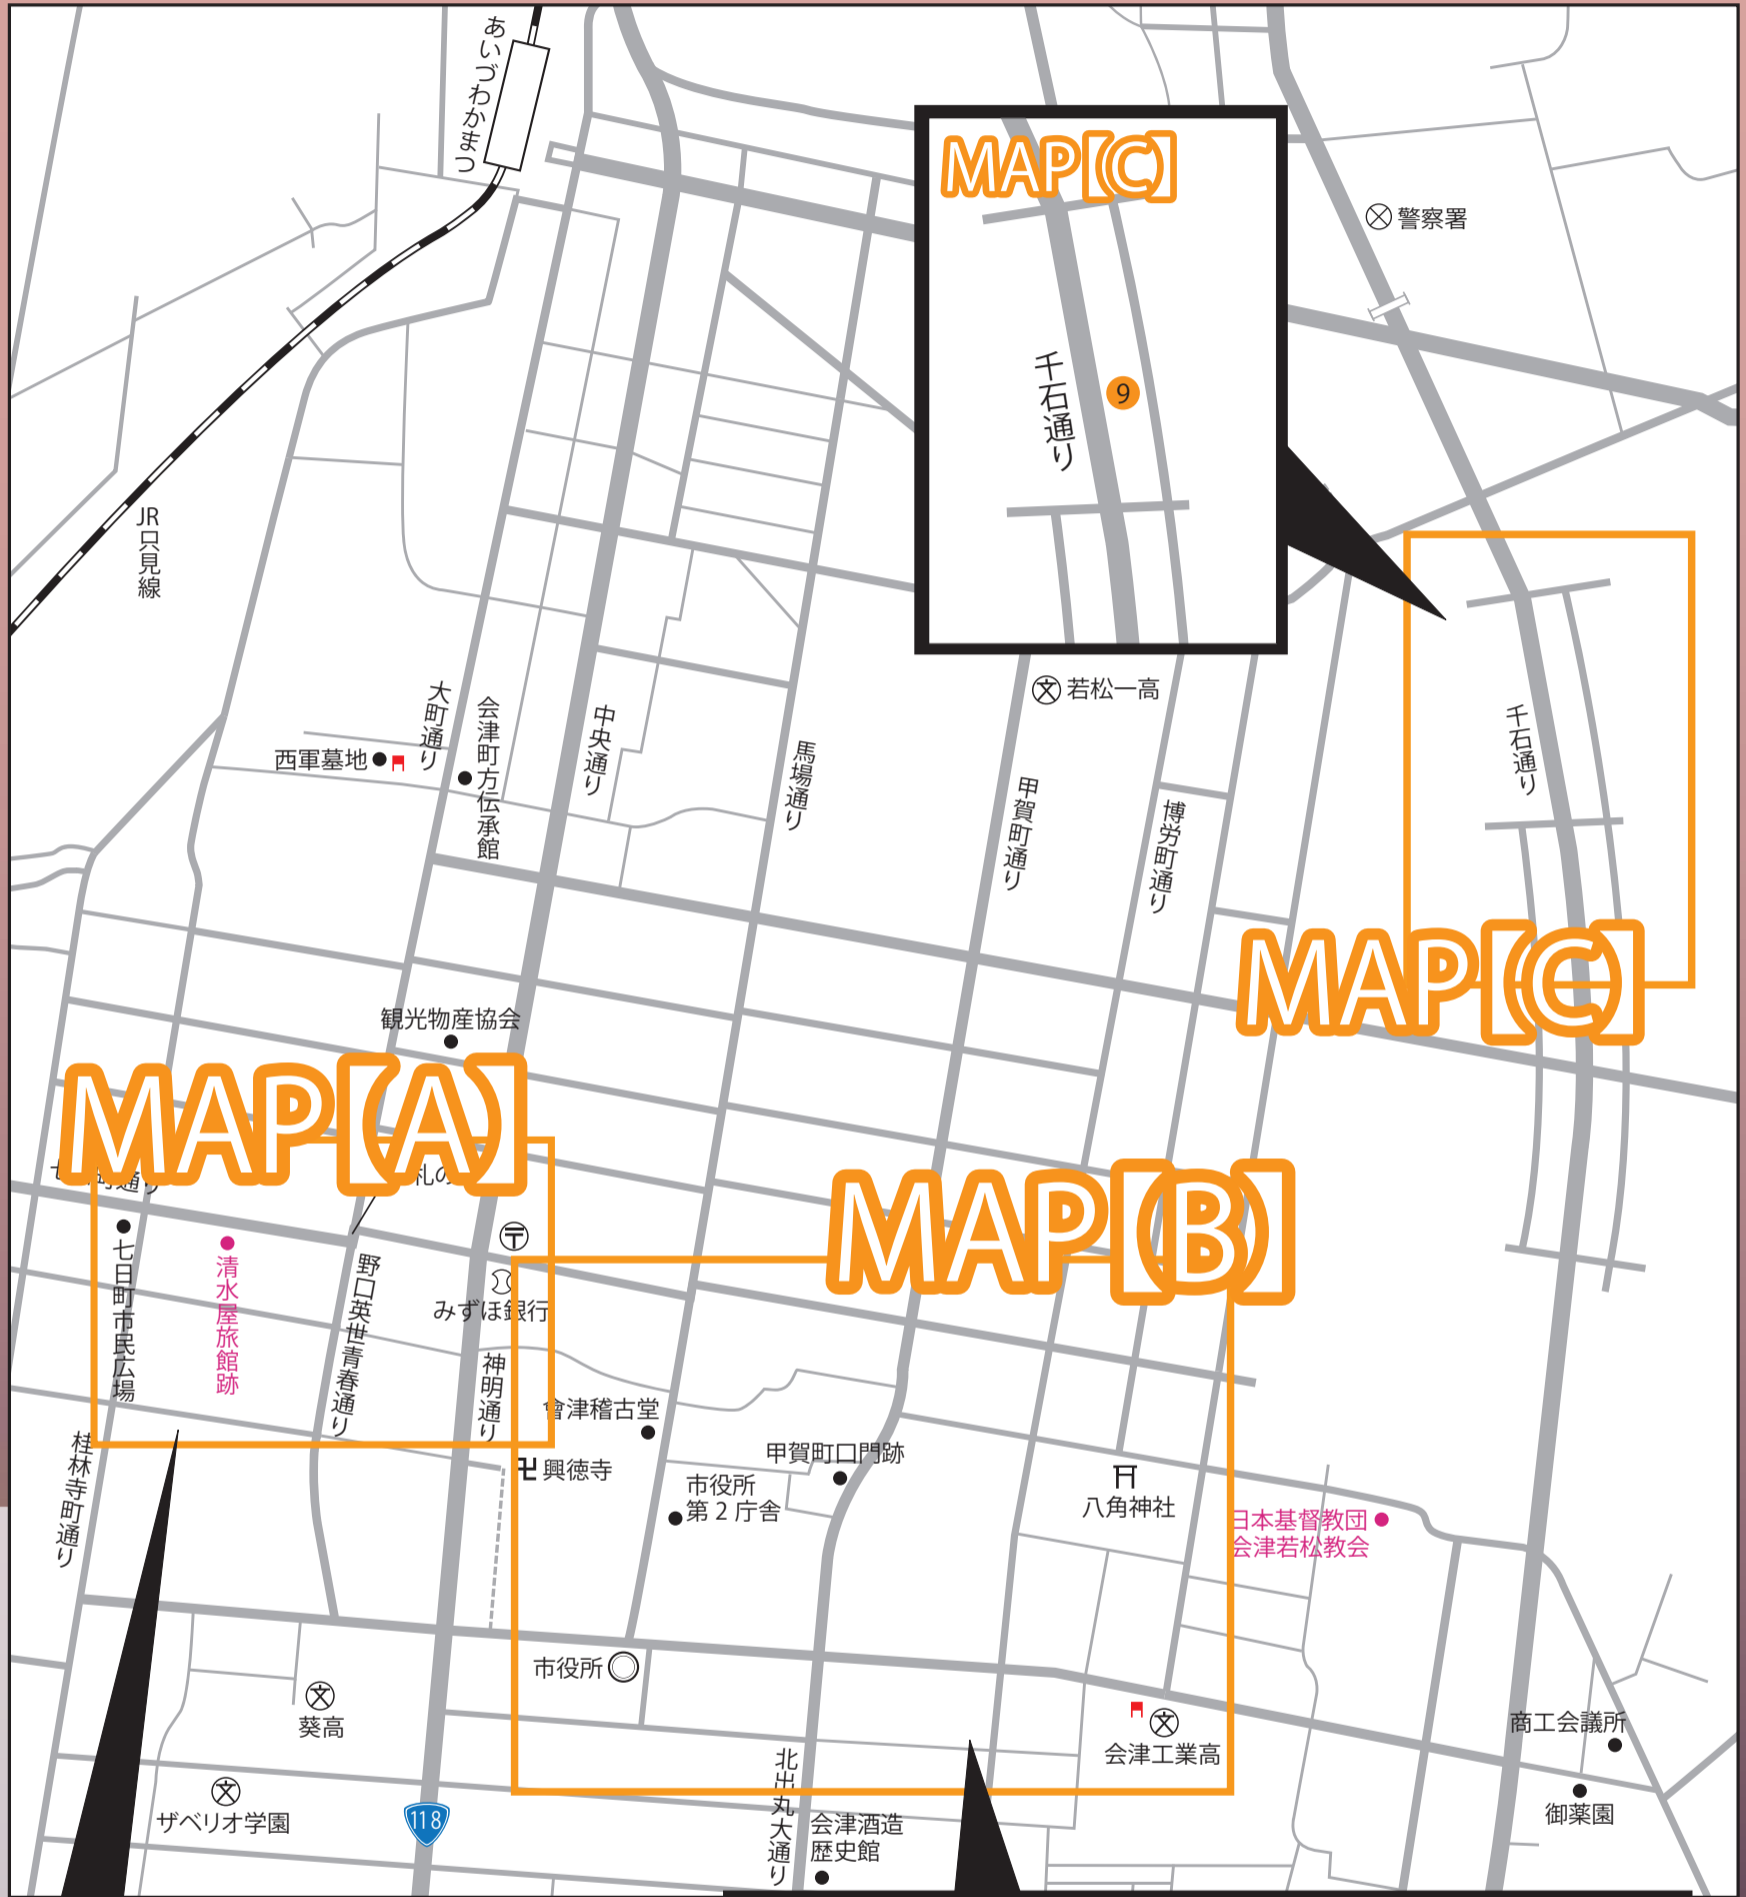 あいづわかまつ
MAP【C】
警察署
千石通り
9
JR只見線
若松一高
大町通り
会津町方伝承館
中央通り
西軍墓地
馬場通り
甲賀町通り
博労町通り
千石通り
MAP【C】
観光物産協会
MAP【A】
MAP【B】
七日町市民広場
清水屋旅館跡
野口英世青春通り
みずほ銀行
神明通り
會津稽古堂
桂林寺町通り
興徳寺
甲賀町口門跡
市役所
第2庁舎
八角神社
日本基督教団
会津若松教会
市役所
葵高
会津工業高
商工会議所
ザベリオ学園
118
北出丸大通り
会津酒造
歴史館
御薬園